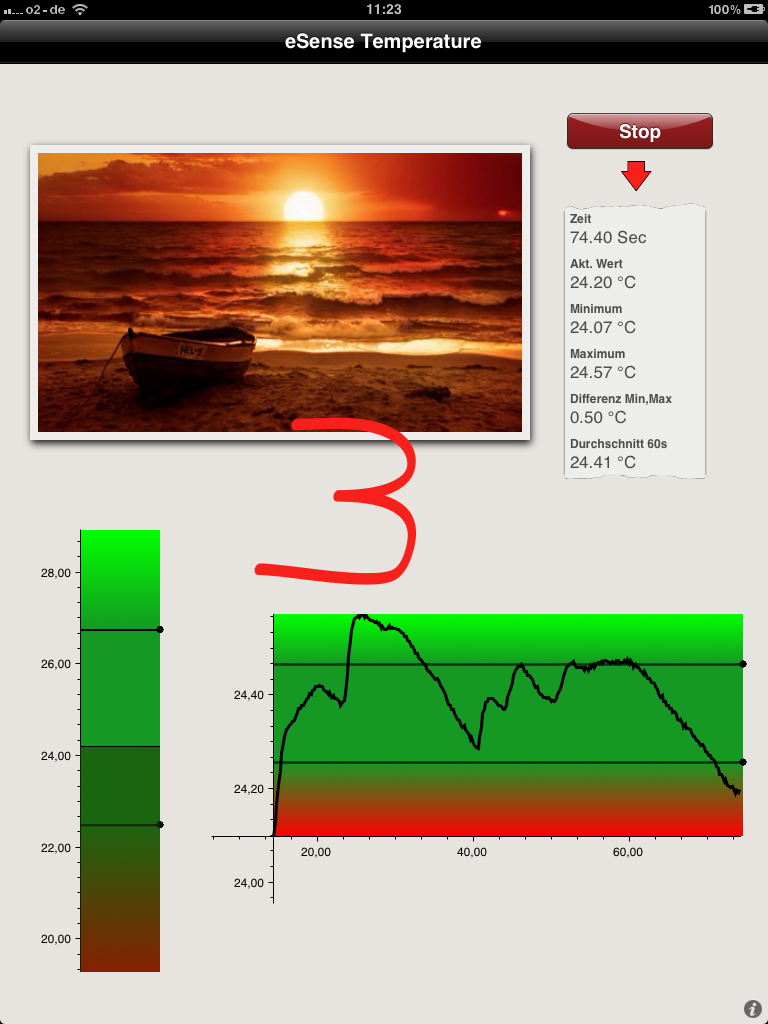 o2-de 11:23 100%
eSense Temperature
Stop
Zeit
74.40 Sec
Akt. Wert
24.20 °C
Minimum
24.07 °C
Maximum
24.57 °C
Differenz Min,Max
0.50 °C
Durchschnitt 60s
24.41 °C
HEL-9
3
28,00
26,00
24,00
22,00
20,00
24,40
24,20
24,00
20,00 40,00 60,00
i